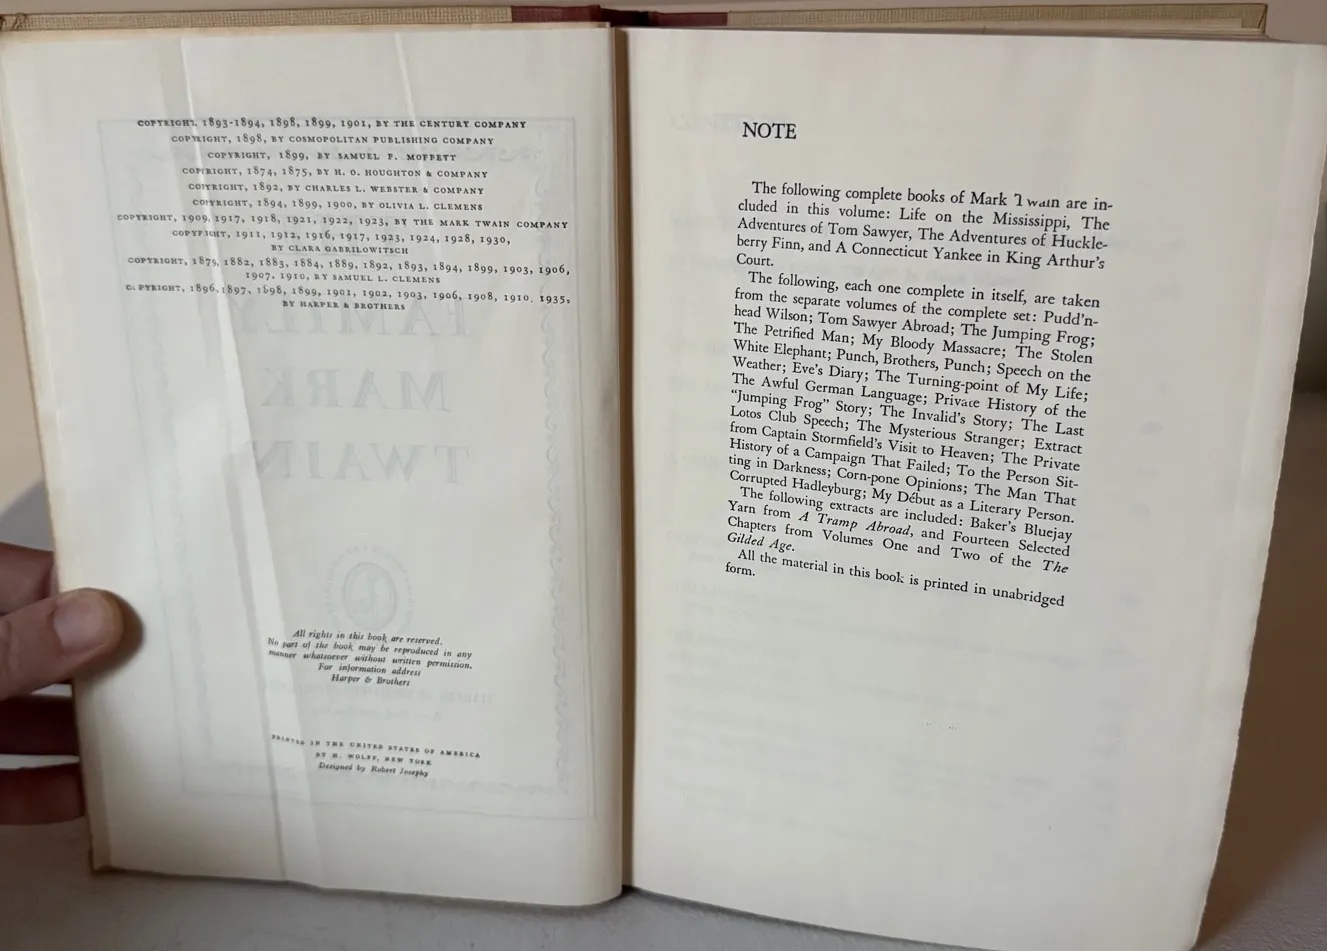 COPYRIGHT, 1893-1894, 1898, 1899, 1901, BY THE CENTURY COMPANY
COPYRIGHT, 1898, BY COSMOPOLITAN PUBLISHING COMPANY
COPYRIGHT, 1899, BY SAMUEL P. MOFFETT
COPYRIGHT, 1874, 1875, BY H. O. HOUGHTON & COMPANY
COPYRIGHT, 1892, BY CHARLES L. WEBSTER & COMPANY
COPYRIGHT, 1894, 1899, 1900, BY OLIVIA L. CLEMENS
COPYRIGHT, 1909, 1917, 1918, 1921, 1922, 1923, BY THE MARK TWAIN COMPANY
COPYRIGHT, 1911, 1912, 1916, 1917, 1923, 1924, 1928, 1930,
BY CLARA GABRILOWITSCH
COPYRIGHT, 1875, 1882, 1883, 1884, 1889, 1892, 1893, 1894, 1899, 1903, 1906,
1907, 1910, BY SAMUEL L. CLEMENS
COPYRIGHT, 1896, 1897, 1898, 1899, 1901, 1902, 1903, 1906, 1908, 1910, 1935,
BY HARPER & BROTHERS
FAMILY
MARK
TWAIN
All rights in this book are reserved.
No part of the book may be reproduced in any
manner whatsoever without written permission.
For information address
Harper & Brothers
PRINTED IN THE UNITED STATES OF AMERICA
BY H. WOLFF, NEW YORK
Designed by Robert Josephy
NOTE
The following complete books of Mark Twain are in-
cluded in this volume: Life on the Mississippi, The
Adventures of Tom Sawyer, The Adventures of Huckle-
berry Finn, and A Connecticut Yankee in King Arthur's
Court.
The following, each one complete in itself, are taken
from the separate volumes of the complete set: Pudd'n-
head Wilson; Tom Sawyer Abroad; The Jumping Frog;
The Petrified Man; My Bloody Massacre; The Stolen
White Elephant; Punch, Brothers, Punch; Speech on the
Weather; Eve's Diary; The Turning-point of My Life;
The Awful German Language; Private History of the
"Jumping Frog" Story; The Invalid's Story; The Last
Lotos Club Speech; The Mysterious Stranger; Extract
from Captain Stormfield's Visit to Heaven; The Private
History of a Campaign That Failed; To the Person Sit-
ting in Darkness; Corn-pone Opinions; The Man That
Corrupted Hadleyburg; My Début as a Literary Person.
The following extracts are included: Baker's Bluejay
Yarn from A Tramp Abroad, and Fourteen Selected
Chapters from Volumes One and Two of the The
Gilded Age.
All the material in this book is printed in unabridged
form.